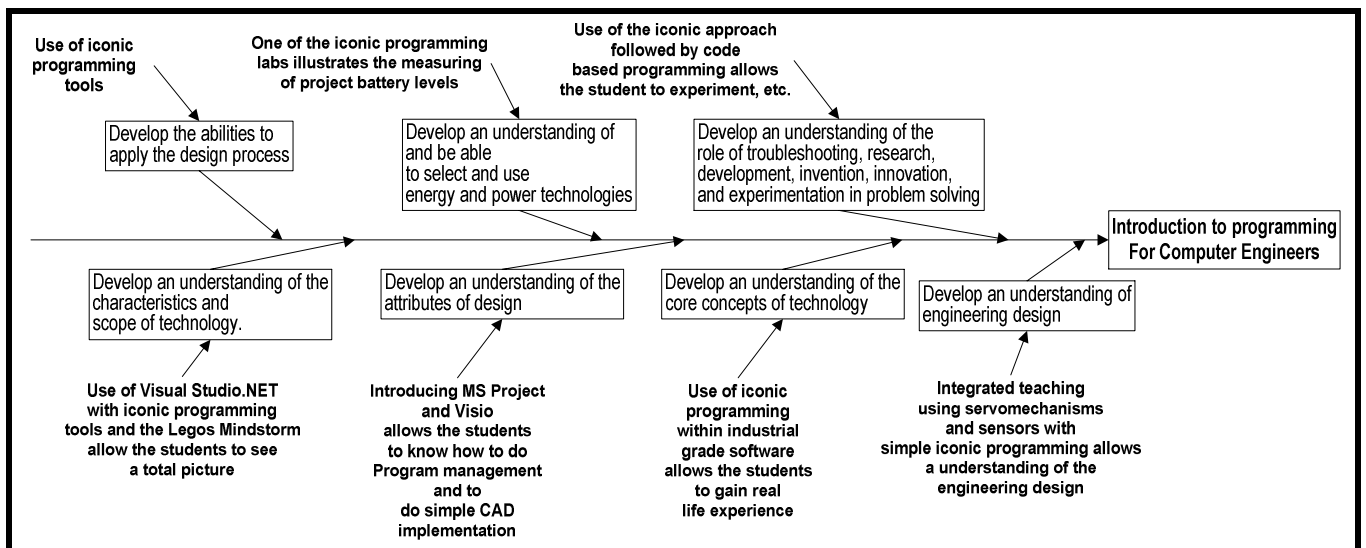 Use of iconic
programming
tools
One of the iconic programming
labs illustrates the measuring
of project battery levels
Use of the iconic approach
followed by code
based programming allows
the student to experiment, etc.
Develop the abilities to
apply the design process
Develop an understanding of
and be able
to select and use
energy and power technologies
Develop an understanding of the
role of troubleshooting, research,
development, invention, innovation,
and experimentation in problem solving
Introduction to programming
For Computer Engineers
Develop an understanding of the
characteristics and
scope of technology.
Develop an understanding of the
attributes of design
Develop an understanding of the
core concepts of technology
Develop an understanding of
engineering design
Use of Visual Studio.NET
with iconic programming
tools and the Legos Mindstorm
allow the students to see
a total picture
Introducing MS Project
and Visio
allows the students
to know how to do
Program management
and to
do simple CAD
implementation
Use of iconic
programming
within industrial
grade software
allows the students
to gain real
life experience
Integrated teaching
using servomechanisms
and sensors with
simple iconic programming allows
a understanding of the
engineering design